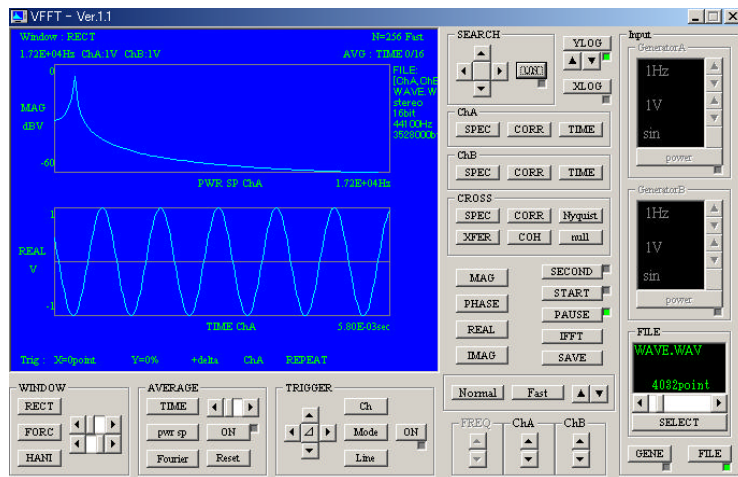 VFFT - Ver.1.1
Window : RECT N=256 Fast
1.72E+04Hz ChA:1V ChB:1V AVG : TIME 0/16
0
MAG
dBV
-60
PWR SP ChA 1.72E+04Hz
FILE:
[ChA,ChB
WAVE.W
stereo
16bit
44100Hz
3528000b
1
REAL
V
-1
TIME ChA 5.80E-03sec
Trig : X=0point Y=0% +delta ChA REPEAT
WINDOW
RECT
FORC
HANI
AVERAGE
TIME
pwr sp ON
Fourier Reset
TRIGGER
Ch
Mode ON
Line
SEARCH
ON
YLOG
XLOG
ChA
SPEC CORR TIME
ChB
SPEC CORR TIME
CROSS
SPEC CORR Nyquist
XFER COH null
MAG
PHASE
REAL
IMAG
SECOND
START
PAUSE
IFFT
SAVE
Normal Fast
FREQ ChA ChB
Input
GeneratorA
1Hz
1V
sin
power
GeneratorB
1Hz
1V
sin
power
FILE
WAVE.WAV
4032point
SELECT
GENE FILE